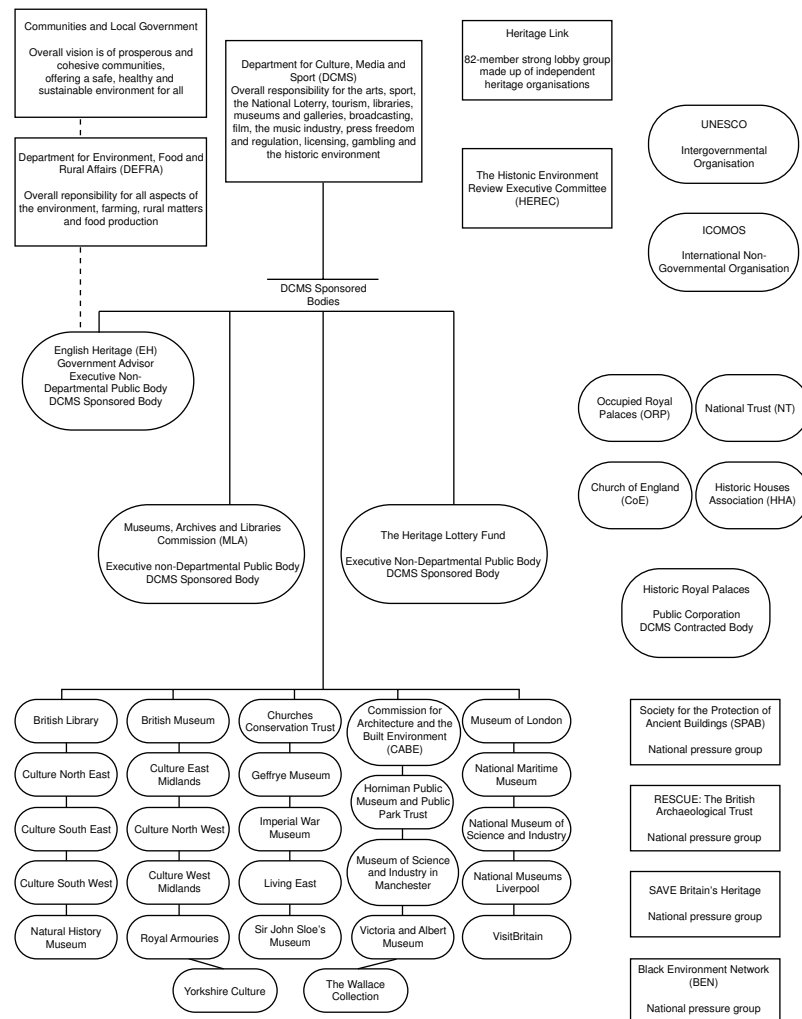 Communities and Local Government
Overall vision is of prosperous and
cohesive communities,
offering a safe, healthy and
sustainable environment for all
Department for Environment, Food and
Rural Affairs (DEFRA)
Overall reponsibility for all aspects of
the environment, farming, rural matters
and food production
Department for Culture, Media and
Sport (DCMS)
Overall responsibility for the arts, sport,
the National Loterry, tourism, libraries,
museums and galleries, broadcasting,
film, the music industry, press freedom
and regulation, licensing, gambling and
the historic environment
Heritage Link
82-member strong lobby group
made up of independent
heritage organisations
The Historic Environment
Review Executive Committee
(HEREC)
UNESCO
Intergovernmental
Organisation
ICOMOS
International Non-
Governmental Organisation
DCMS Sponsored
Bodies
English Heritage (EH)
Government Advisor
Executive Non-
Departmental Public Body
DCMS Sponsored Body
Occupied Royal
Palaces (ORP)
National Trust (NT)
Church of England
(CoE)
Historic Houses
Association (HHA)
Museums, Archives and Libraries
Commission (MLA)
Executive non-Departmental Public Body
DCMS Sponsored Body
The Heritage Lottery Fund
Executive Non-Departmental Public Body
DCMS Sponsored Body
Historic Royal Palaces
Public Corporation
DCMS Contracted Body
British Library
Culture North East
Culture South East
Culture South West
Natural History
Museum
British Museum
Culture East
Midlands
Culture North West
Culture West
Midlands
Royal Armouries
Yorkshire Culture
Churches
Conservation Trust
Geffrye Museum
Imperial War
Museum
Living East
Sir John Sloe's
Museum
Commission for
Architecture and the
Built Environment
(CABE)
Horniman Public
Museum and Public
Park Trust
Museum of Science
and Industry in
Manchester
Victoria and Albert
Museum
The Wallace
Collection
Museum of London
National Maritime
Museum
National Museum of
Science and Industry
National Museums
Liverpool
VisitBritain
Society for the Protection of
Ancient Buildings (SPAB)
National pressure group
RESCUE: The British
Archaeological Trust
National pressure group
SAVE Britain's Heritage
National pressure group
Black Environment Network
(BEN)
National pressure group